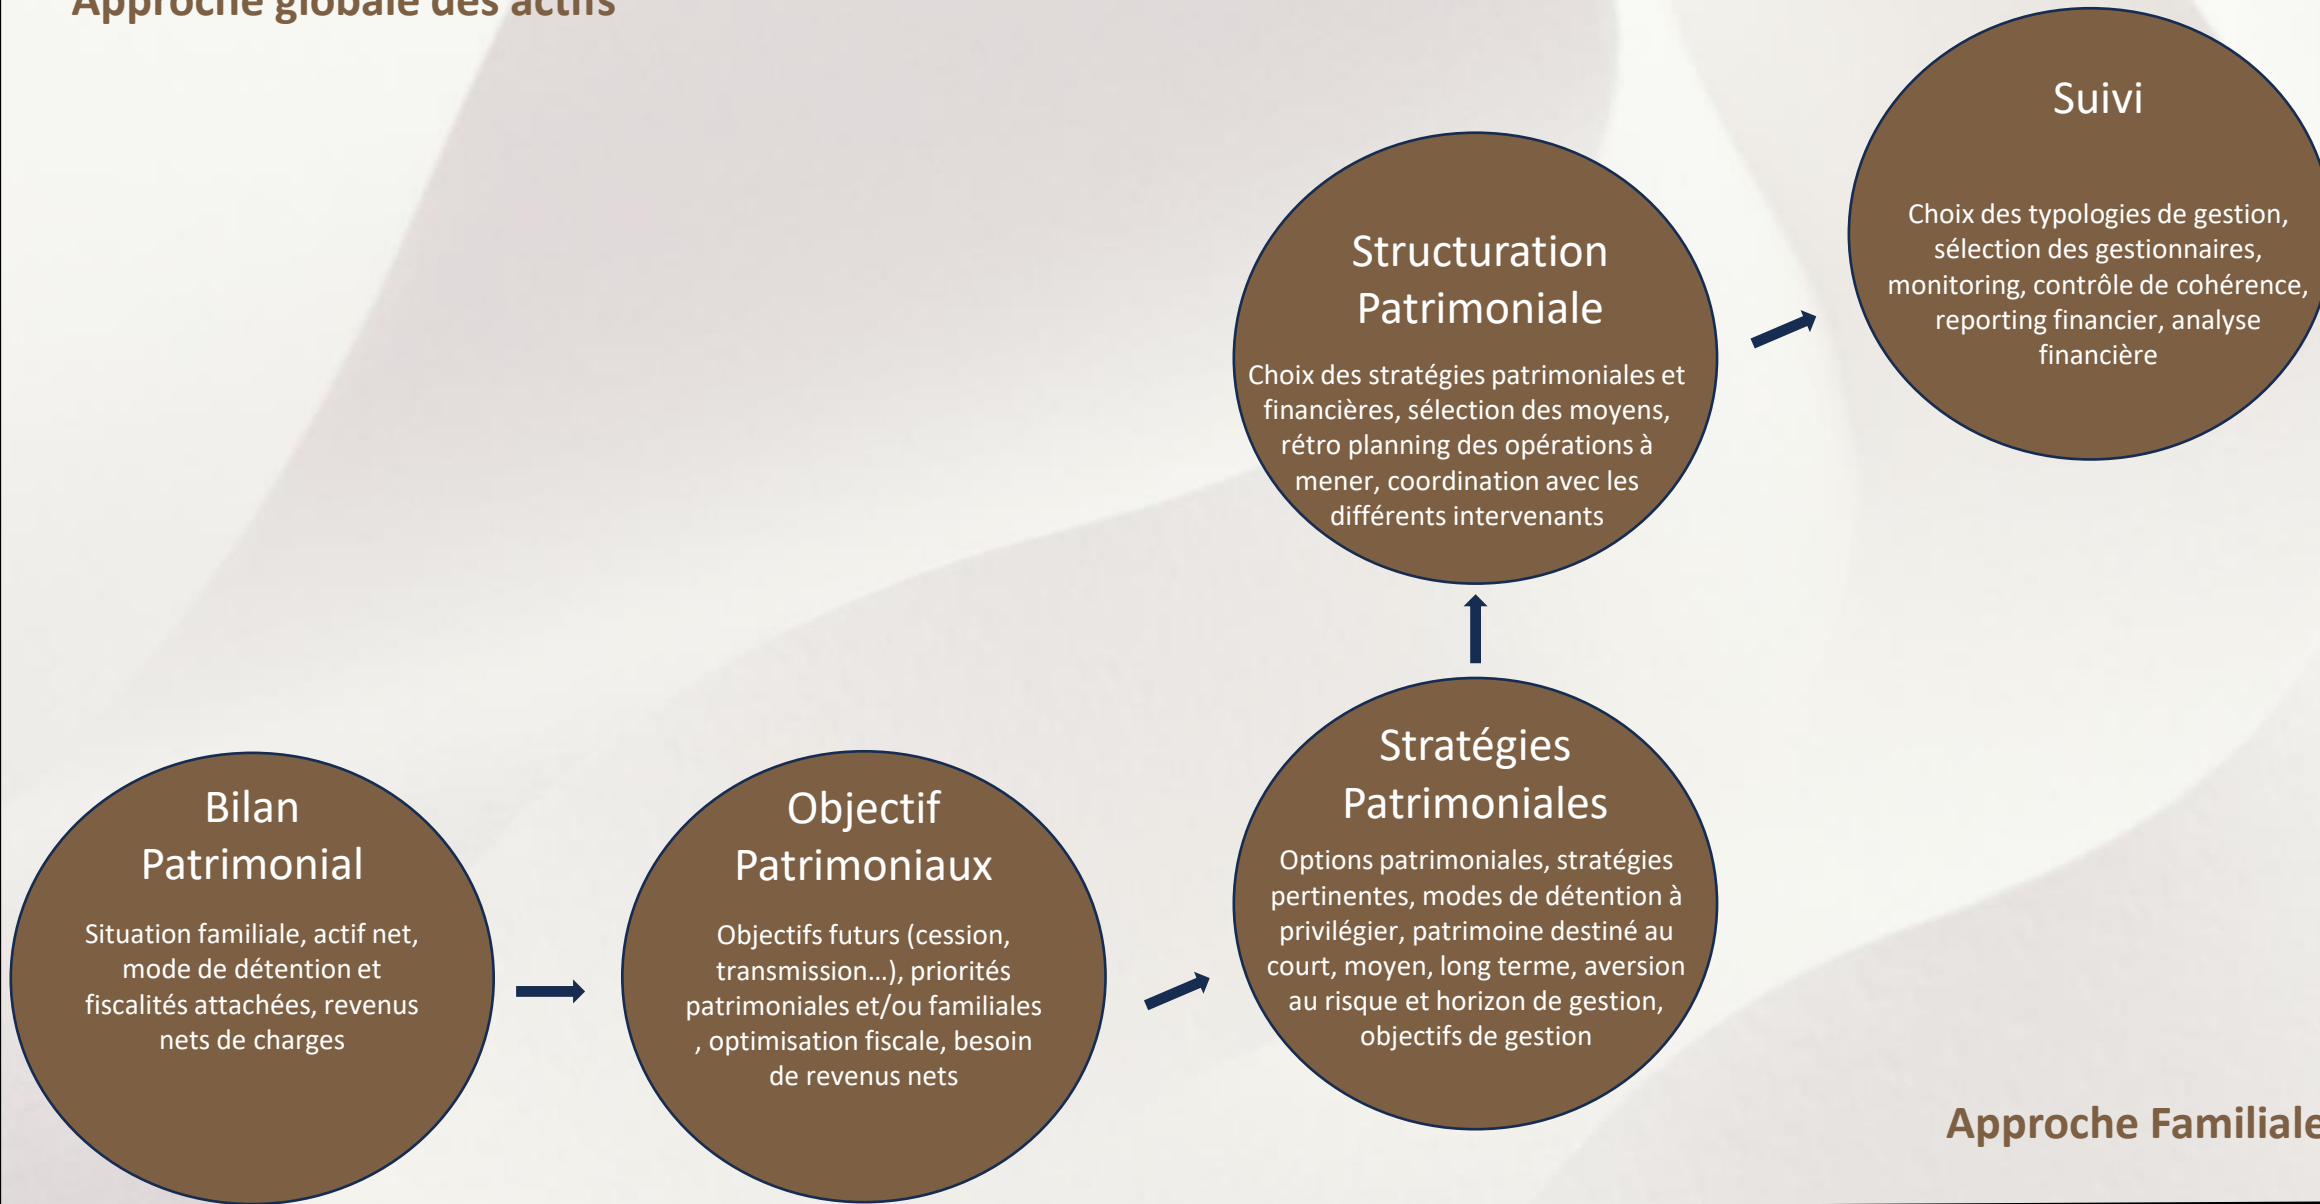 Approche globale des actifs
Suivi
Choix des typologies de gestion,
sélection des gestionnaires,
monitoring, contrôle de cohérence,
reporting financier, analyse
financière
Structuration
Patrimoniale
Choix des stratégies patrimoniales et
financières, sélection des moyens,
rétro planning des opérations à
mener, coordination avec les
différents intervenants
Bilan
Patrimonial
Situation familiale, actif net,
mode de détention et
fiscalités attachées, revenus
nets de charges
Objectif
Patrimoniaux
Objectifs futurs (cession,
transmission...), priorités
patrimoniales et/ou familiales
, optimisation fiscale, besoin
de revenus nets
Stratégies
Patrimoniales
Options patrimoniales, stratégies
pertinentes, modes de détention à
privilégier, patrimoine destiné au
court, moyen, long terme, aversion
au risque et horizon de gestion,
objectifs de gestion
Approche Familiale